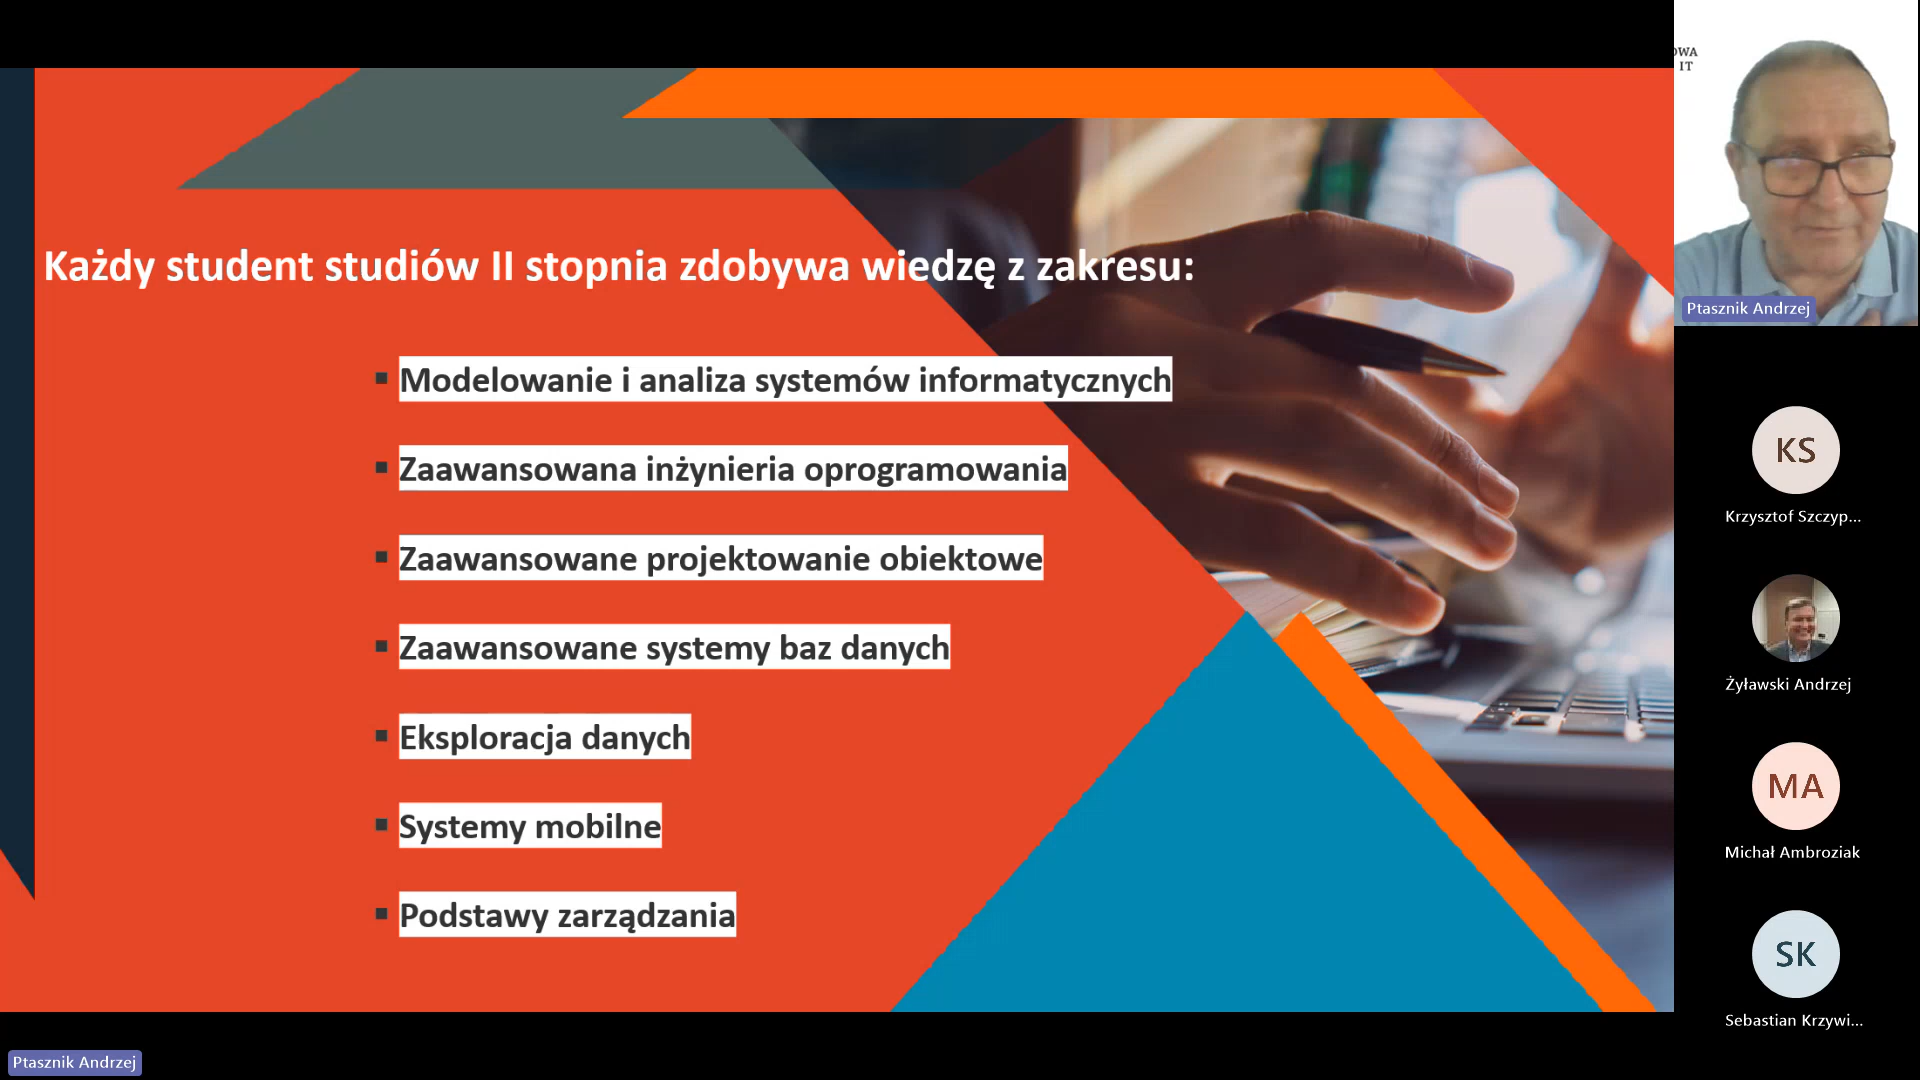 Każdy student studiów II stopnia zdobywa wiedzę z zakresu:
Modelowanie i analiza systemów informatycznych
Zaawansowana inżynieria oprogramowania
Zaawansowane projektowanie obiektowe
Zaawansowane systemy baz danych
Eksploracja danych
Systemy mobilne
Podstawy zarządzania
OWA
IT
Ptasznik Andrzej
KS
Krzysztof Szczyp...
Żyławski Andrzej
MA
Michał Ambroziak
SK
Sebastian Krzywi...
Ptasznik Andrzej